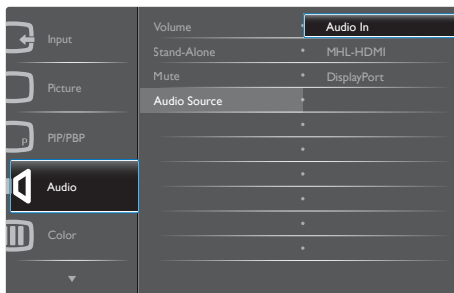 Input
Picture
p
PIP/PBP
Audio
Color
Volume
Stand-Alone
Mute
Audio Source
Audio In
MHL-HDMI
DisplayPort